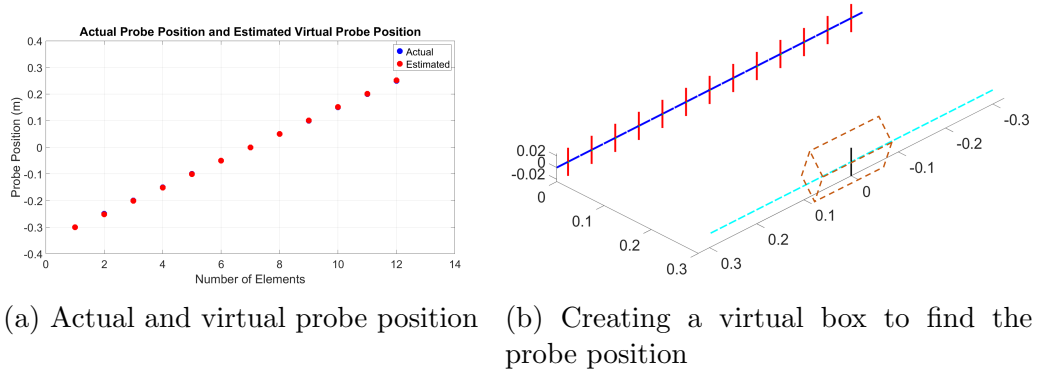 Actual Probe Position and Estimated Virtual Probe Position
Actual
Estimated
Probe Position (m)
0.4
0.3
0.2
0.1
0
-0.1
-0.2
-0.3
-0.4
0 2 4 6 8 10 12 14
Number of Elements
0.02
0
-0.02
0
0.1
0.2
0.3
0.3
0.2
0.1
0
-0.1
-0.2
-0.3
(a) Actual and virtual probe position
(b) Creating a virtual box to find the
probe position